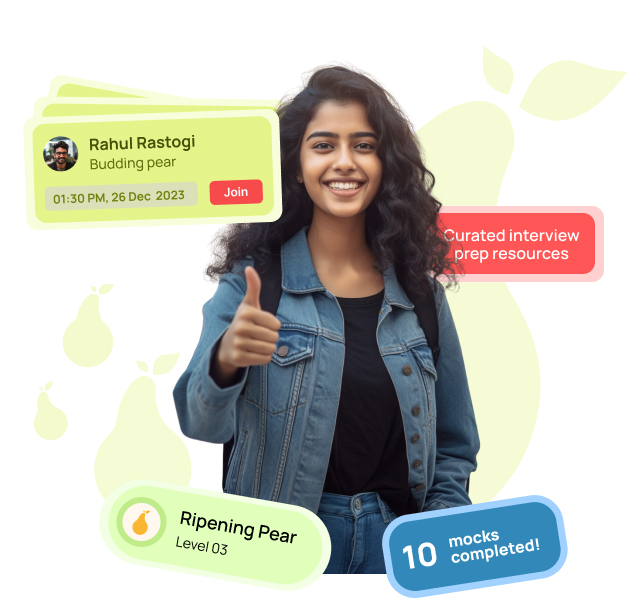 Rahul Rastogi
Budding pear
01:30 PM, 26 Dec 2023
Join
Curated interview
prep resources
Ripening Pear
Level 03
10
mocks
completed!